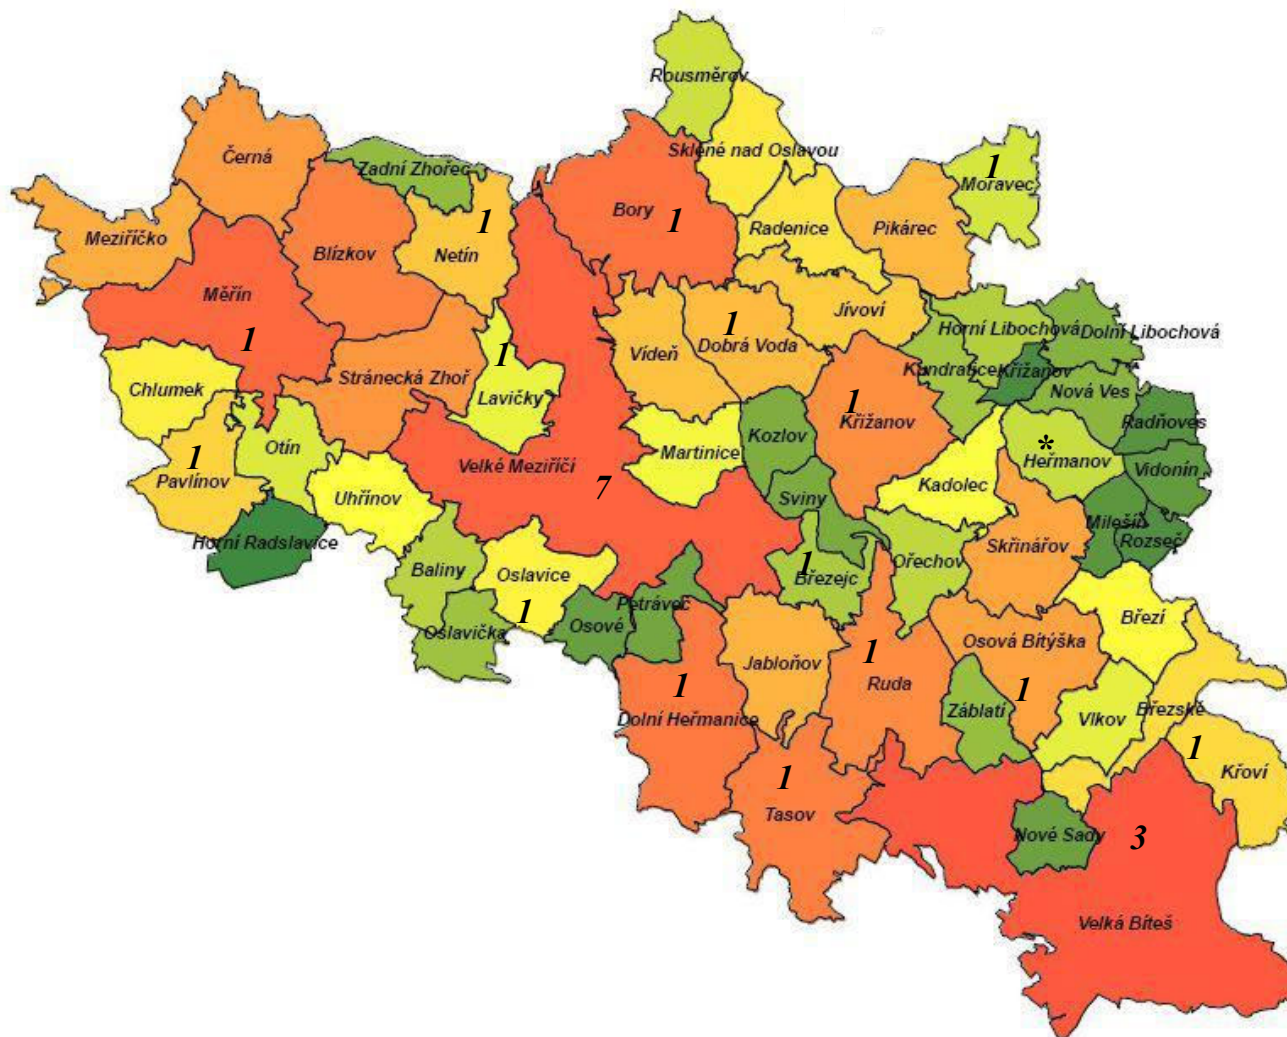 Rousměrov
Sklené nad Oslavou
1
Moravec
Černá
Zadní Zhořec
1
Bory
1
Radenice
Pikárec
Meziříčko
Blízkov
Netín
Měřín
1
Jívoví
Horní Libochová
Dolní Libochová
1
Dobrá Voda
Vídeň
1
Lavičky
Stránecká Zhoř
Chlumek
Kundratice
Křižanov
Nová Ves
1
Křižanov
Radňoves
Kozlov
Martinice
*
Heřmanov
Otín
1
Pavlínov
Velké Meziříčí
7
Kadolec
Vidonín
Uhřínov
Sviny
Milešín
Rozseč
Horní Radslavice
Skřinářov
Baliny
Oslavice
1
1
Březejc
Ořechov
Petráveč
Osové
Oslavička
Březí
Osová Bítýška
1
Jabloňov
1
Ruda
1
Dolní Heřmanice
Záblatí
Vlkov
Březské
1
Křoví
1
Tasov
Nové Sady
3
Velká Bíteš